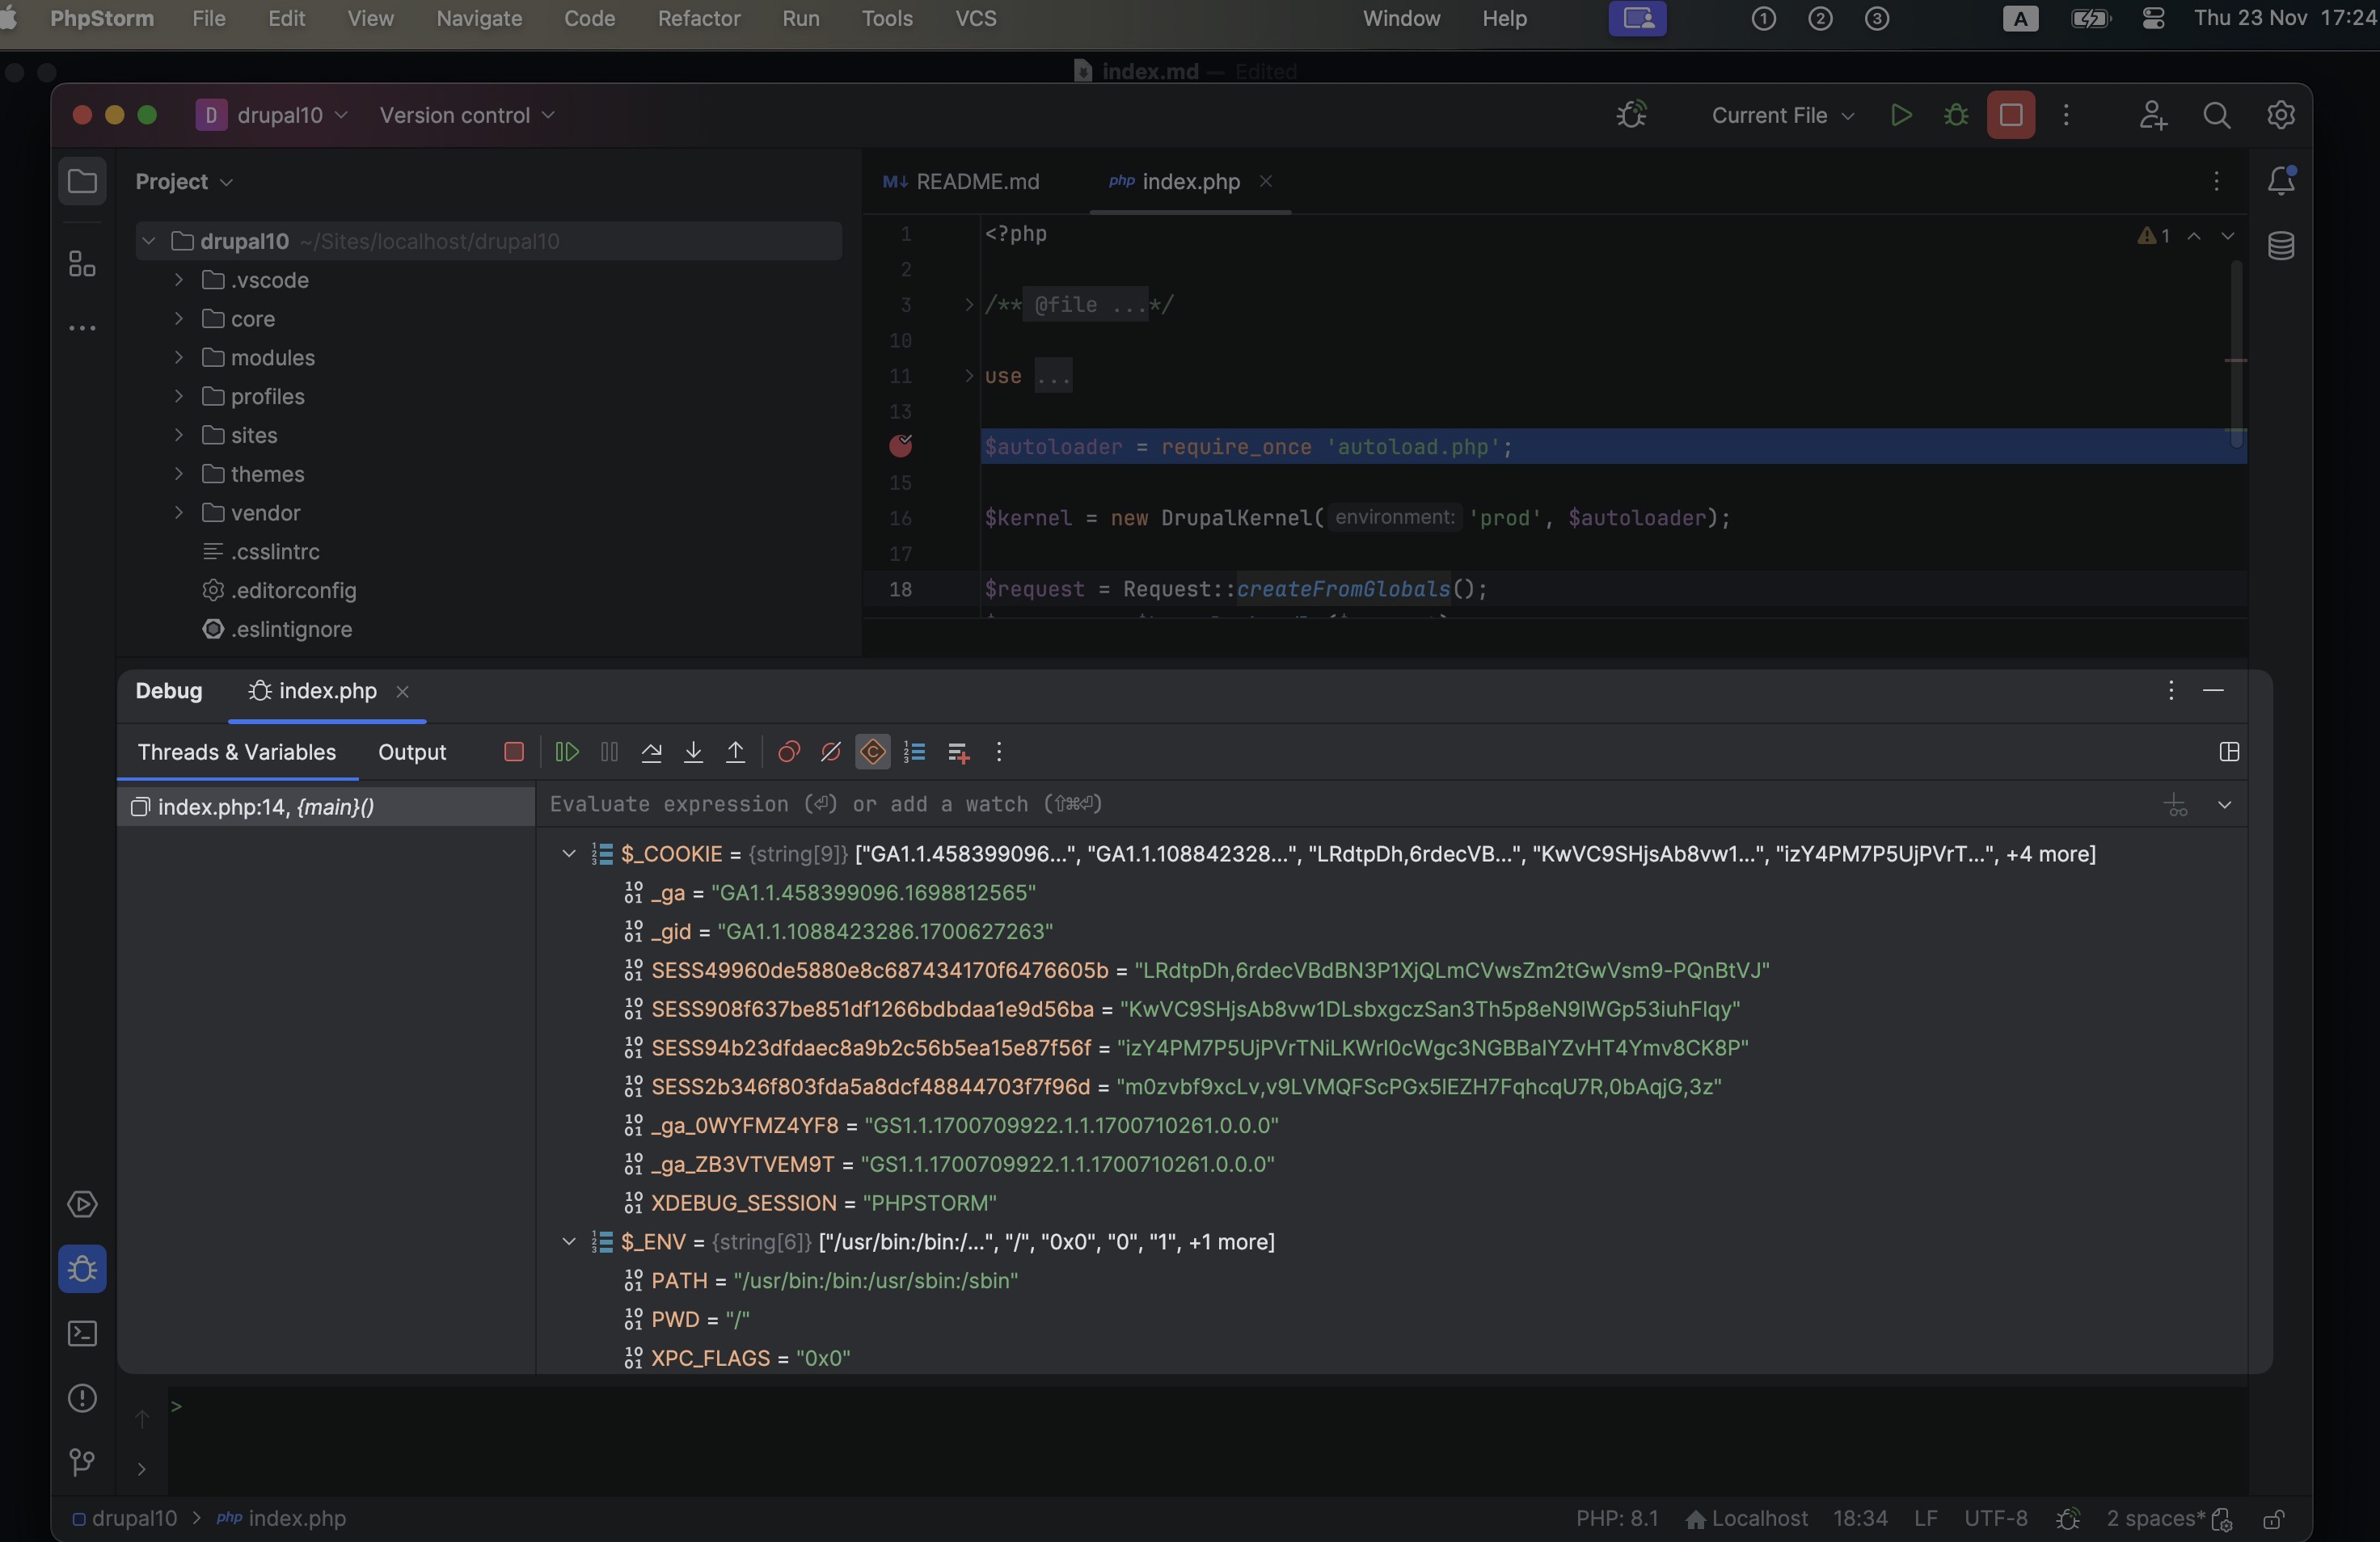 PhpStorm File Edit View Navigate Code Refactor Run Tools VCS Window Help 1 2 3 A Thu 23 Nov 17:24
index.md — Edited
D drupal10 Version control Current File
Project
M↓ README.md php index.php
drupal10 ~/Sites/localhost/drupal10
.vscode
core
modules
profiles
sites
themes
vendor
.csslintrc
.editorconfig
.eslintignore
1 <?php
1
2
3 /** @file ...*/
10
11 use ...
13
$autoloader = require_once 'autoload.php';
15
16 $kernel = new DrupalKernel( environment: 'prod', $autoloader);
17
18 $request = Request::createFromGlobals();
Debug index.php
Threads & Variables Output
index.php:14, {main}()
Evaluate expression (⏎) or add a watch (⇧⌘⏎)
$_COOKIE = {string[9]} ["GA1.1.458399096...", "GA1.1.108842328...", "LRdtpDh,6rdecVB...", "KwVC9SHjsAb8vw1...", "izY4PM7P5UjPVrT...", +4 more]
_ga = "GA1.1.458399096.1698812565"
_gid = "GA1.1.1088423286.1700627263"
SESS49960de5880e8c687434170f6476605b = "LRdtpDh,6rdecVBdBN3P1XjQLmCVwsZm2tGwVsm9-PQnBtVJ"
SESS908f637be851df1266bdbdaa1e9d56ba = "KwVC9SHjsAb8vw1DLsbxgczSan3Th5p8eN9lWGp53iuhFlqy"
SESS94b23dfdaec8a9b2c56b5ea15e87f56f = "izY4PM7P5UjPVrTNiLKWrl0cWgc3NGBBalYZvHT4Ymv8CK8P"
SESS2b346f803fda5a8dcf48844703f7f96d = "m0zvbf9xcLv,v9LVMQFScPGx5lEZH7FqhcqU7R,0bAqjG,3z"
_ga_0WYFMZ4YF8 = "GS1.1.1700709922.1.1.1700710261.0.0.0"
_ga_ZB3VTVEM9T = "GS1.1.1700709922.1.1.1700710261.0.0.0"
XDEBUG_SESSION = "PHPSTORM"
$_ENV = {string[6]} ["/usr/bin:/bin:/...", "/", "0x0", "0", "1", +1 more]
PATH = "/usr/bin:/bin:/usr/sbin:/sbin"
PWD = "/"
XPC_FLAGS = "0x0"
>
drupal10 > php index.php PHP: 8.1 Localhost 18:34 LF UTF-8 2 spaces*